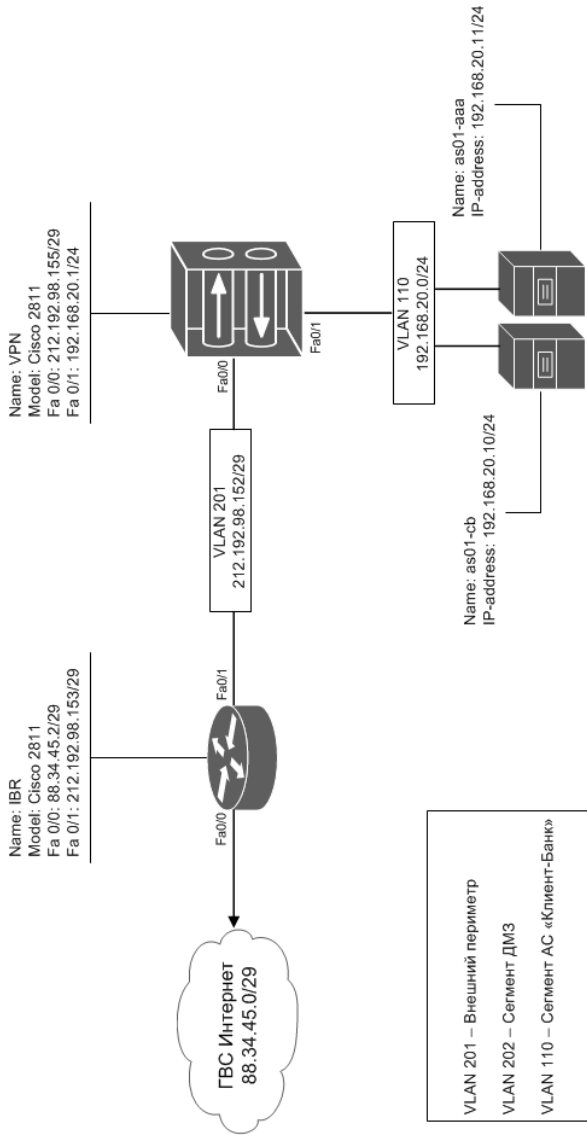 Name: IBR
Model: Cisco 2811
Fa 0/0: 88.34.45.2/29
Fa 0/1: 212.192.98.153/29
Name: VPN
Model: Cisco 2811
Fa 0/0: 212.192.98.155/29
Fa 0/1: 192.168.20.1/24
ГВС Интернет
88.34.45.0/29
Fa0/0
Fa0/1
VLAN 201
212.192.98.152/29
Fa0/0
Fa0/1
VLAN 110
192.168.20.0/24
Name: as01-cb
IP-address: 192.168.20.10/24
Name: as01-aaa
IP-address: 192.168.20.11/24
VLAN 201 – Внешний периметр
VLAN 202 – Сегмент ДМЗ
VLAN 110 – Сегмент АС «Клиент-Банк»